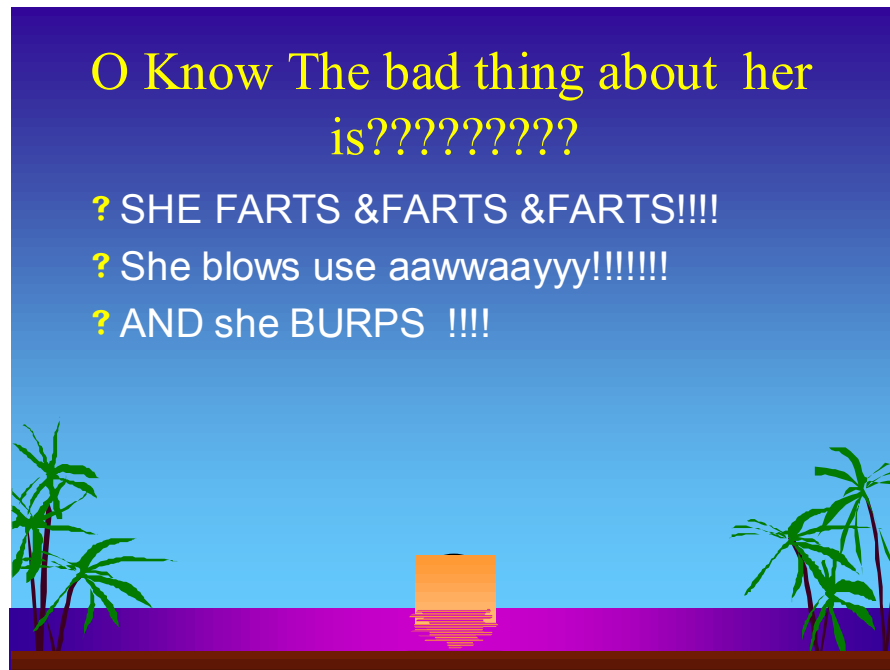 O Know The bad thing about  her
is?????????
? SHE FARTS &FARTS &FARTS!!!!
? She blows use aawwaayyy!!!!!!!
? AND she BURPS  !!!!